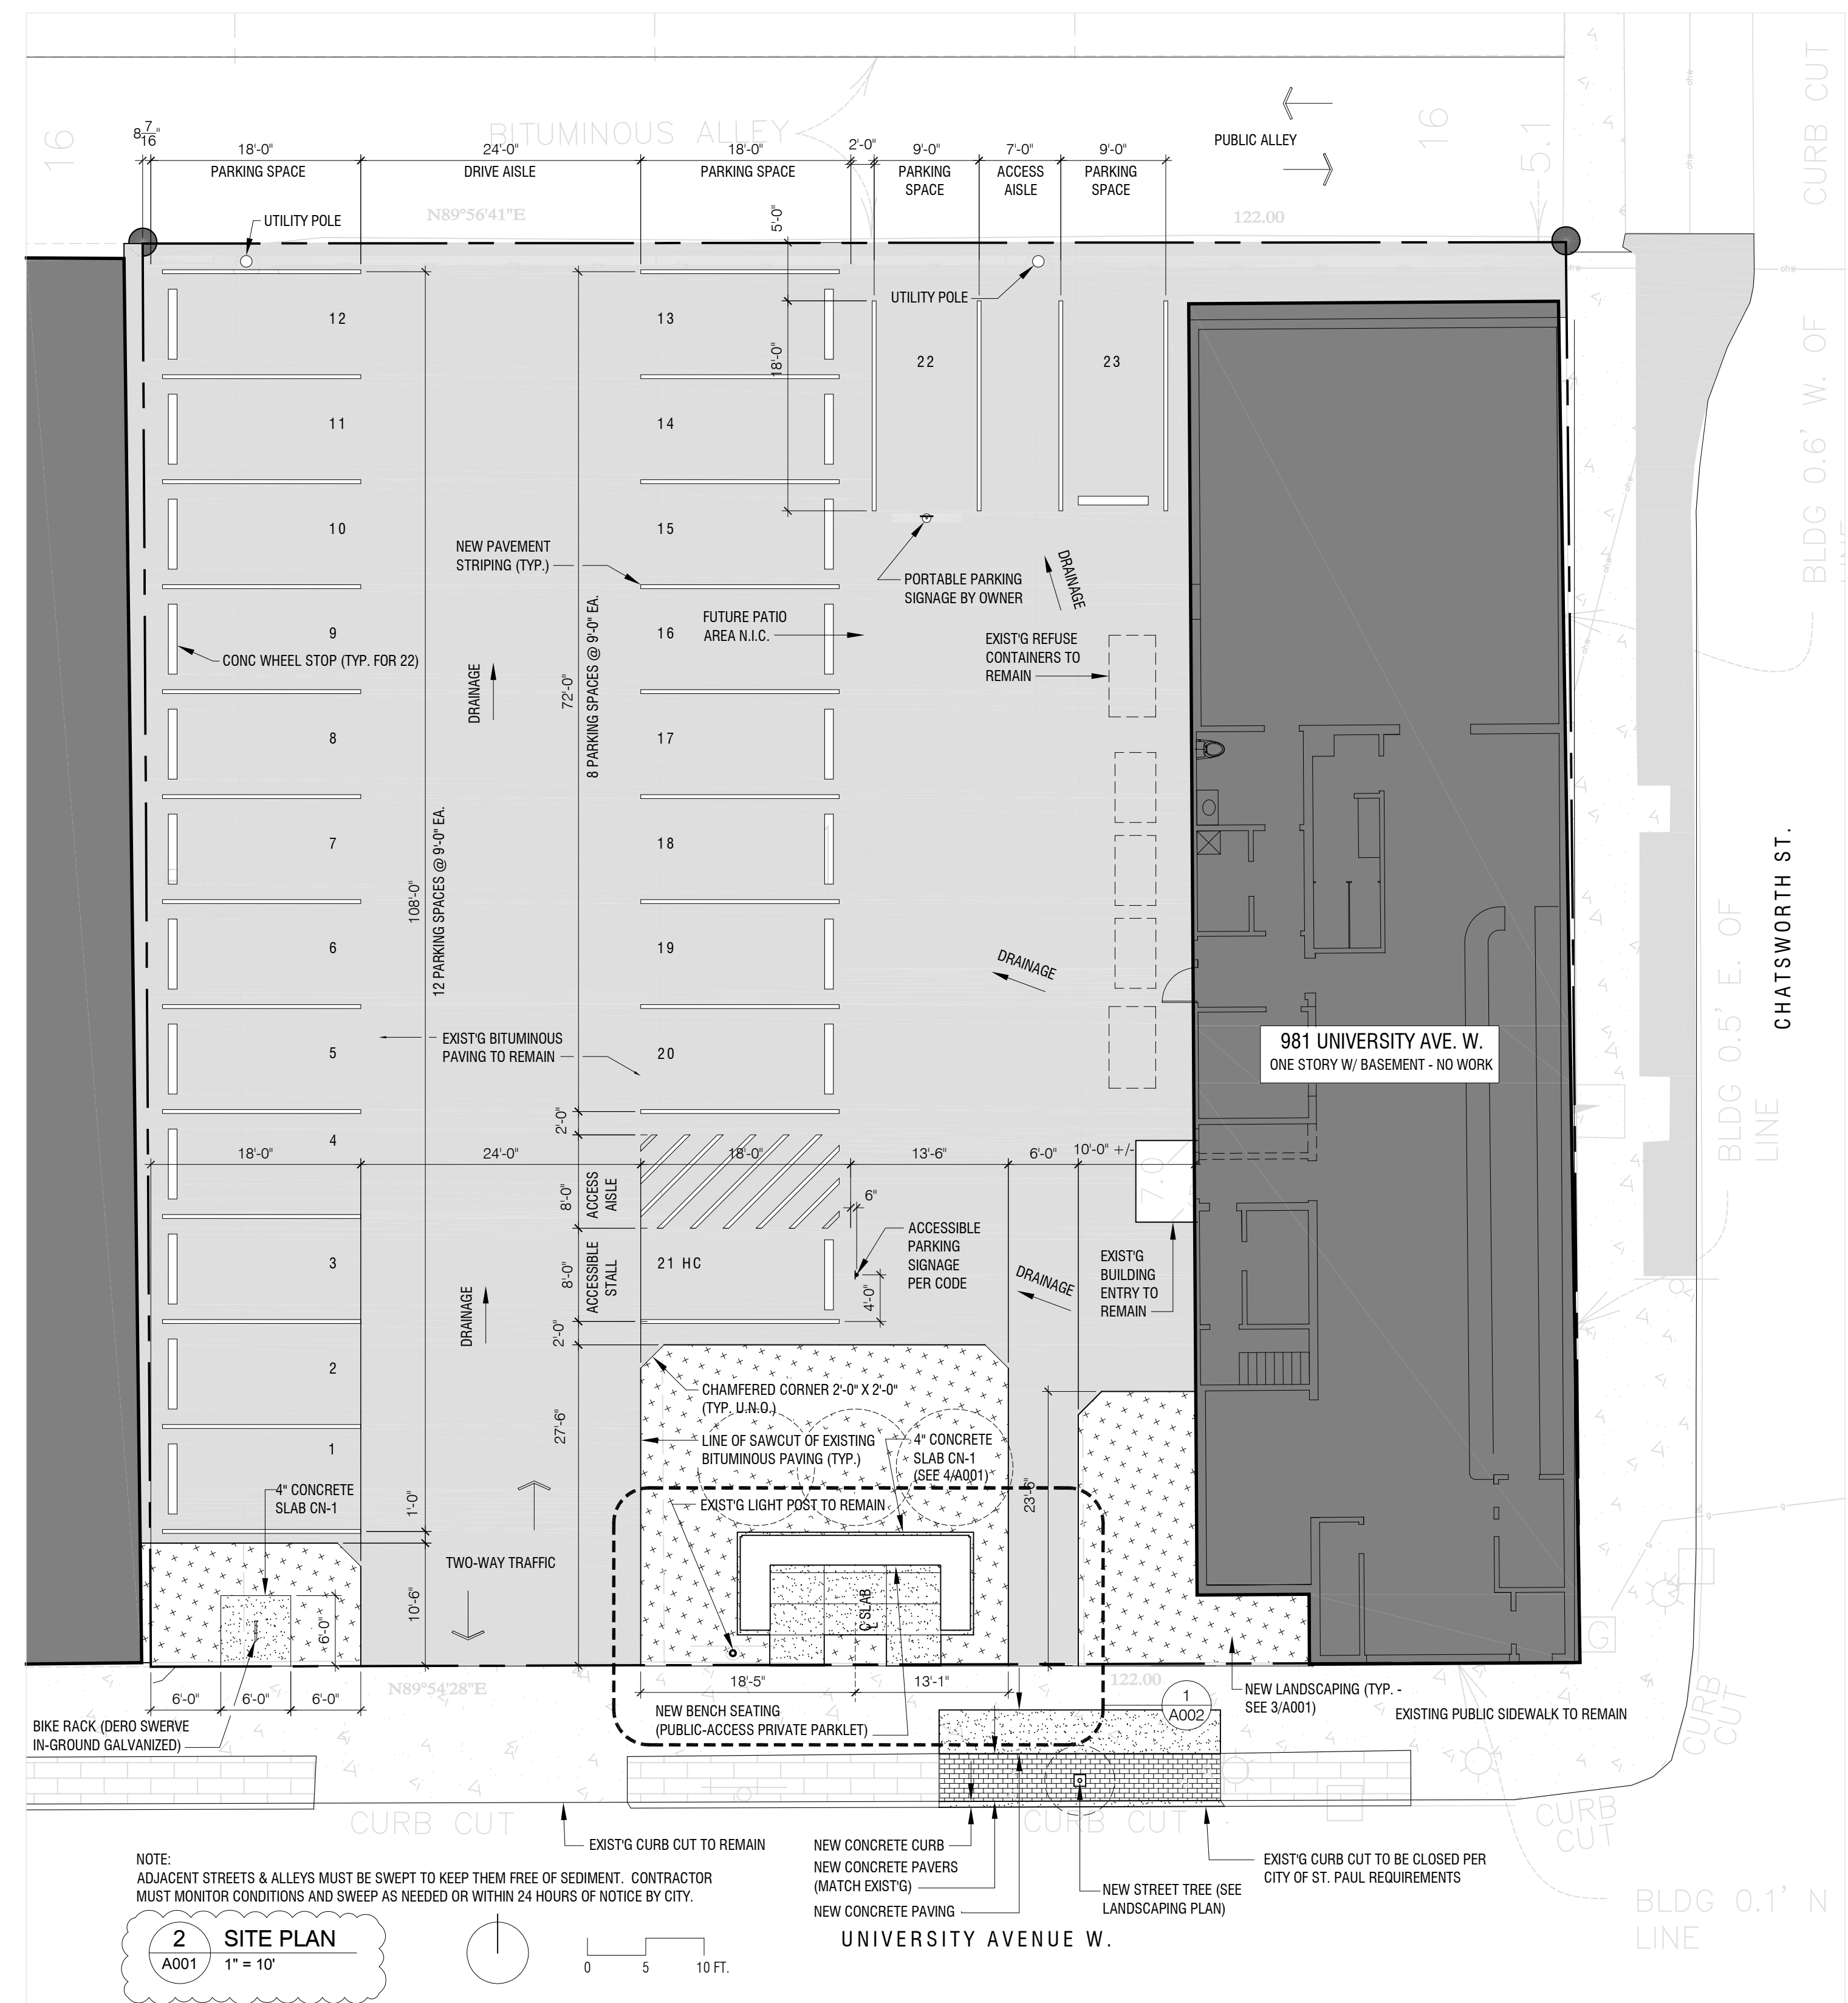 BITUMINOUS ALLEY
16
16
5.1
CURB CUT
PUBLIC ALLEY
8 7/16"
18'-0"
24'-0"
18'-0"
2'-0"
9'-0"
7'-0"
9'-0"
PARKING SPACE
DRIVE AISLE
PARKING SPACE
PARKING
SPACE
ACCESS
AISLE
PARKING
SPACE
N89°56'41"E
122.00
UTILITY POLE
5'-0"
UTILITY POLE
18'-0"
12
13
22
23
11
14
10
15
NEW PAVEMENT
STRIPING (TYP.)
PORTABLE PARKING
SIGNAGE BY OWNER
DRAINAGE
FUTURE PATIO
AREA N.I.C.
9
16
CONC WHEEL STOP (TYP. FOR 22)
EXIST'G REFUSE
CONTAINERS TO
REMAIN
DRAINAGE
72'-0"
8 PARKING SPACES @ 9'-0" EA.
8
17
7
18
108'-0"
12 PARKING SPACES @ 9'-0" EA.
6
19
DRAINAGE
5
20
EXIST'G BITUMINOUS
PAVING TO REMAIN
981 UNIVERSITY AVE. W.
ONE STORY W/ BASEMENT - NO WORK
CHATSWORTH ST.
BLDG 0.6' W. OF
BLDG 0.5' E. OF
LINE
ohw
ohw
ohw
ohw
2'-0"
4
18'-0"
24'-0"
18'-0"
13'-6"
6'-0"
10'-0" +/-
7.0
8'-0"
ACCESS
AISLE
6"
ACCESSIBLE
PARKING
SIGNAGE
PER CODE
3
21 HC
8'-0"
ACCESSIBLE
STALL
4'-0"
DRAINAGE
EXIST'G
BUILDING
ENTRY TO
REMAIN
DRAINAGE
2'-0"
2
CHAMFERED CORNER 2'-0" X 2'-0"
(TYP. U.N.O.)
27'-6"
1
LINE OF SAWCUT OF EXISTING
BITUMINOUS PAVING (TYP.)
4" CONCRETE
SLAB CN-1
(SEE 4/A001)
23'-6"
4" CONCRETE
SLAB CN-1
1'-0"
EXIST'G LIGHT POST TO REMAIN
TWO-WAY TRAFFIC
10'-6"
6'-0"
CL SLAB
G
N89°54'28"E
122.00
18'-5"
13'-1"
6'-0"
6'-0"
6'-0"
BIKE RACK (DERO SWERVE
IN-GROUND GALVANIZED)
NEW BENCH SEATING
(PUBLIC-ACCESS PRIVATE PARKLET)
1
A002
NEW LANDSCAPING (TYP. -
SEE 3/A001)
EXISTING PUBLIC SIDEWALK TO REMAIN
CURB
CUT
CURB CUT
CURB CUT
CURB
CUT
EXIST'G CURB CUT TO REMAIN
NEW CONCRETE CURB
NEW CONCRETE PAVERS
(MATCH EXIST'G)
NEW CONCRETE PAVING
EXIST'G CURB CUT TO BE CLOSED PER
CITY OF ST. PAUL REQUIREMENTS
NEW STREET TREE (SEE
LANDSCAPING PLAN)
BLDG 0.1' N
LINE
NOTE:
ADJACENT STREETS & ALLEYS MUST BE SWEPT TO KEEP THEM FREE OF SEDIMENT. CONTRACTOR
MUST MONITOR CONDITIONS AND SWEEP AS NEEDED OR WITHIN 24 HOURS OF NOTICE BY CITY.
2
A001
SITE PLAN
1" = 10'
0
5
10 FT.
UNIVERSITY AVENUE W.